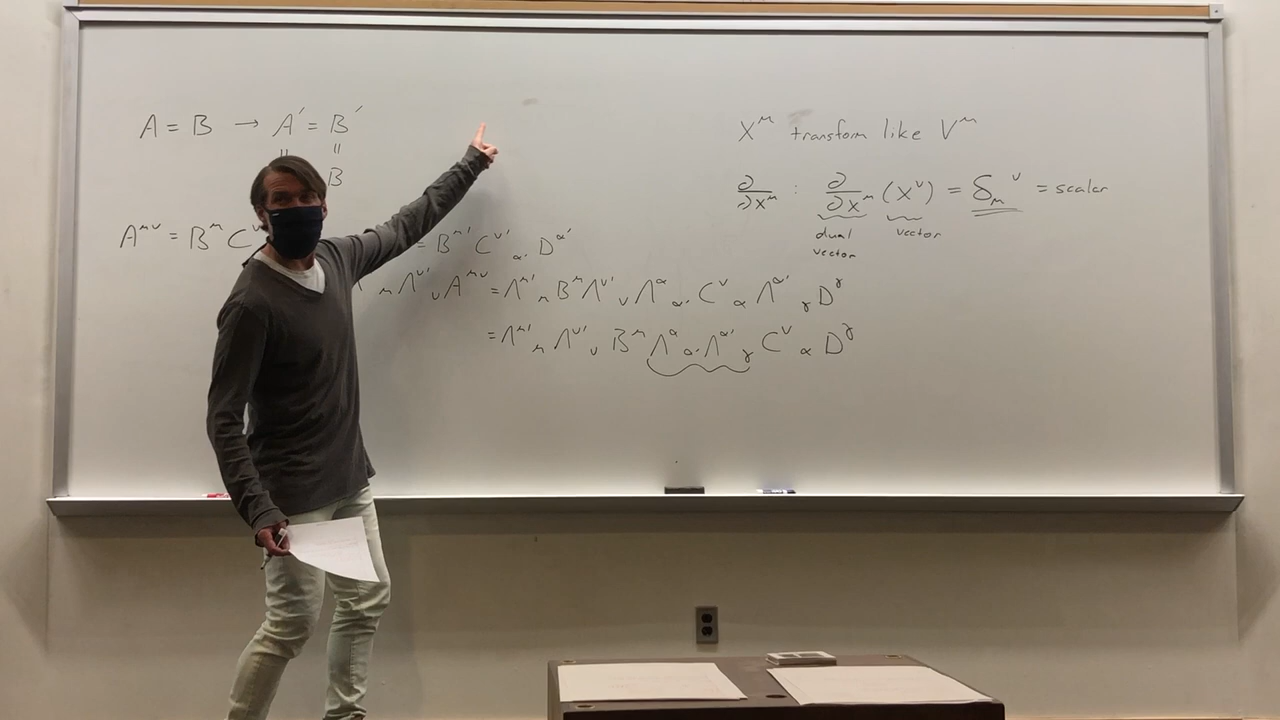 A = B → A′ = B′
" "
B
A^{μν} = B^μ C^ν
= B^{μ'} C^{ν'}_{α'} D^{α'}
_μ Λ^{ν'}_ν A^{μν} = Λ^{μ'}_μ B^μ Λ^{ν'}_ν Λ^α_{α'} C^ν_α Λ^{α'}_γ D^γ
= Λ^{μ'}_μ Λ^{ν'}_ν B^μ Λ^α_{α'} Λ^{α'}_γ C^ν_α D^γ
X^μ transform like V^μ
∂/∂x^μ : ∂/∂x^μ (X^ν) = δ_μ^ν = scalar
dual vector
vector